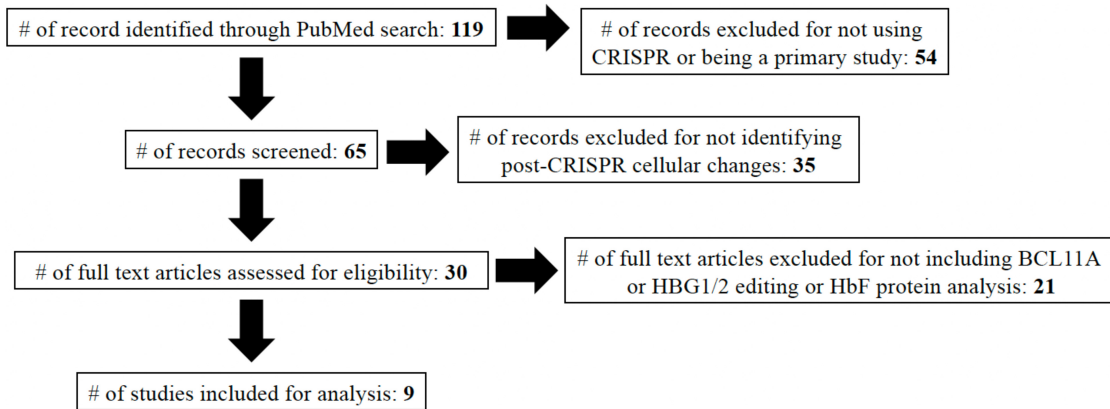 # of record identified through PubMed search: 119
# of records excluded for not using
CRISPR or being a primary study: 54
# of records screened: 65
# of records excluded for not identifying
post-CRISPR cellular changes: 35
# of full text articles assessed for eligibility: 30
# of full text articles excluded for not including BCL11A
or HBG1/2 editing or HbF protein analysis: 21
# of studies included for analysis: 9